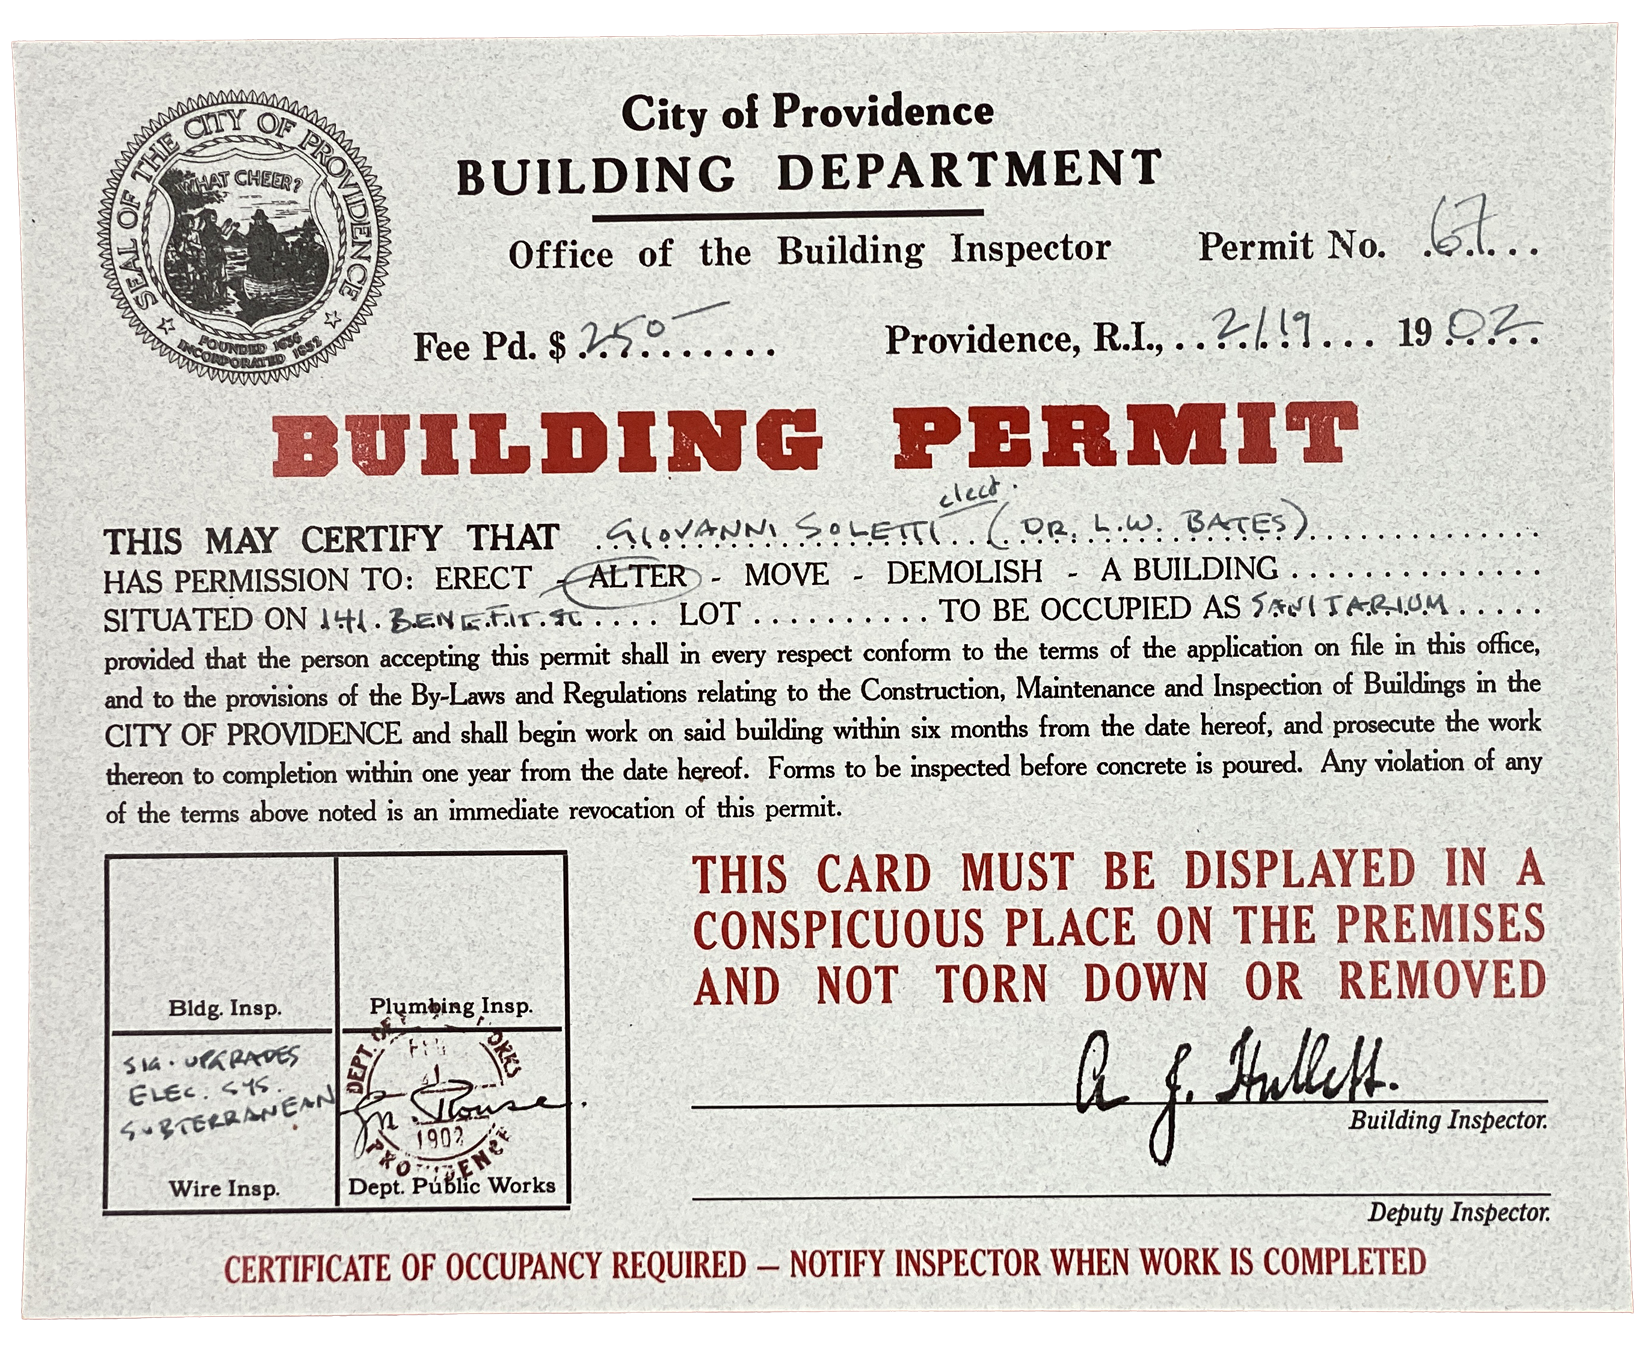 SEAL OF THE CITY OF PROVIDENCE
WHAT CHEER?
FOUNDED 1636
INCORPORATED 1832
City of Providence
BUILDING DEPARTMENT
Office of the Building Inspector
Permit No. 67
Fee Pd. $ 250-
Providence, R.I., 2/19 1902
BUILDING PERMIT
elect.
THIS MAY CERTIFY THAT GIOVANNI SOLETTI (DR. L.W. BATES)
HAS PERMISSION TO: ERECT - ALTER - MOVE - DEMOLISH - A BUILDING
SITUATED ON 141 BENEFIT ST LOT TO BE OCCUPIED AS SANITARIUM
provided that the person accepting this permit shall in every respect conform to the terms of the application on file in this office,
and to the provisions of the By-Laws and Regulations relating to the Construction, Maintenance and Inspection of Buildings in the
CITY OF PROVIDENCE and shall begin work on said building within six months from the date hereof, and prosecute the work
thereon to completion within one year from the date hereof. Forms to be inspected before concrete is poured. Any violation of any
of the terms above noted is an immediate revocation of this permit.
Bldg. Insp.
Plumbing Insp.
SIG. UPGRADES
ELEC. SYS.
SUBTERRANEAN
Wire Insp.
DEPT. OF ORKS
1902
PROVIDENCE
Dept. Public Works
THIS CARD MUST BE DISPLAYED IN A
CONSPICUOUS PLACE ON THE PREMISES
AND NOT TORN DOWN OR REMOVED
A J. Hullett.
Building Inspector.
Deputy Inspector.
CERTIFICATE OF OCCUPANCY REQUIRED — NOTIFY INSPECTOR WHEN WORK IS COMPLETED